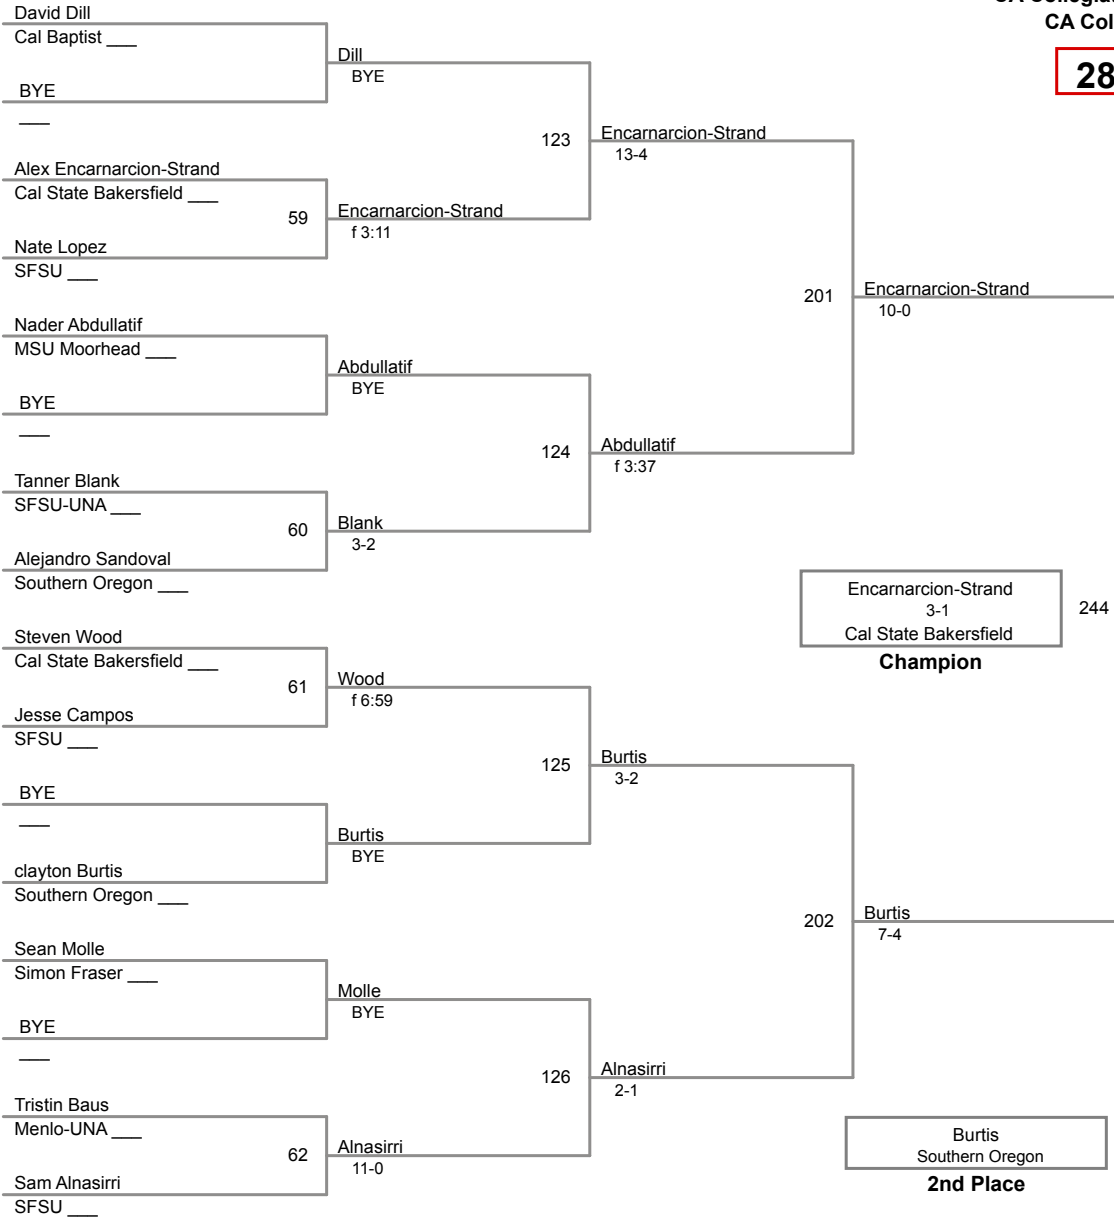 CA Col
28
David Dill
Cal Baptist ___
BYE
___
Dill
BYE
123
Encarnarcion-Strand
13-4
Alex Encarnarcion-Strand
Cal State Bakersfield ___
59
Encarnarcion-Strand
f 3:11
Nate Lopez
SFSU ___
201
Encarnarcion-Strand
10-0
Nader Abdullatif
MSU Moorhead ___
Abdullatif
BYE
BYE
___
124
Abdullatif
f 3:37
Tanner Blank
SFSU-UNA ___
60
Blank
3-2
Alejandro Sandoval
Southern Oregon ___
Encarnarcion-Strand
3-1
Cal State Bakersfield
244
Champion
Steven Wood
Cal State Bakersfield ___
61
Wood
f 6:59
Jesse Campos
SFSU ___
125
Burtis
3-2
BYE
___
Burtis
BYE
clayton Burtis
Southern Oregon ___
202
Burtis
7-4
Sean Molle
Simon Fraser ___
Molle
BYE
BYE
___
126
Alnasirri
2-1
Tristin Baus
Menlo-UNA ___
62
Alnasirri
11-0
Sam Alnasirri
SFSU ___
Burtis
Southern Oregon
2nd Place